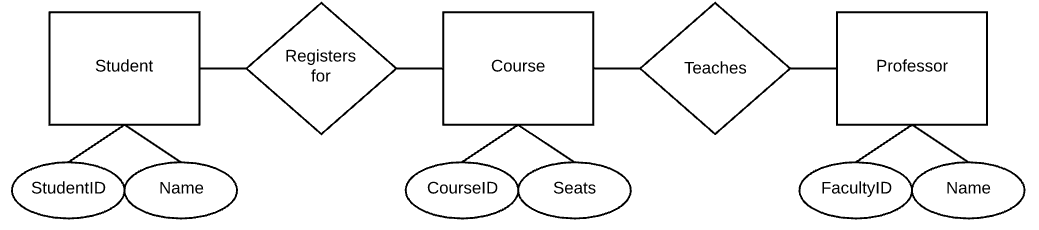 Student
Registers
for
Course
Teaches
Professor
StudentID
Name
CourseID
Seats
FacultyID
Name